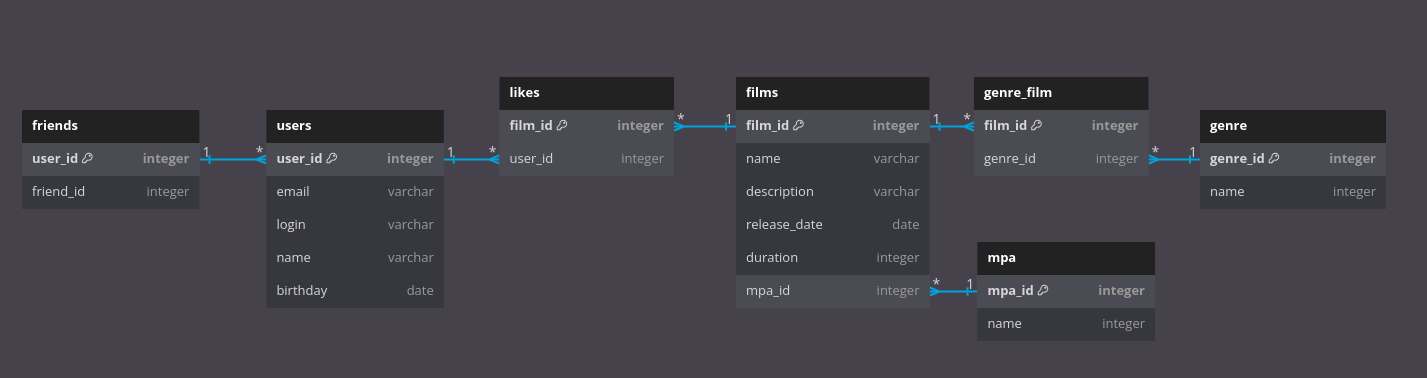 friends
user_id integer
friend_id integer
1 *
users
user_id integer
email varchar
login varchar
name varchar
birthday date
1 *
likes
film_id integer
user_id integer
* 1
films
film_id integer
name varchar
description varchar
release_date date
duration integer
mpa_id integer
1 *
genre_film
film_id integer
genre_id integer
* 1
genre
genre_id integer
name integer
* 1
mpa
mpa_id integer
name integer